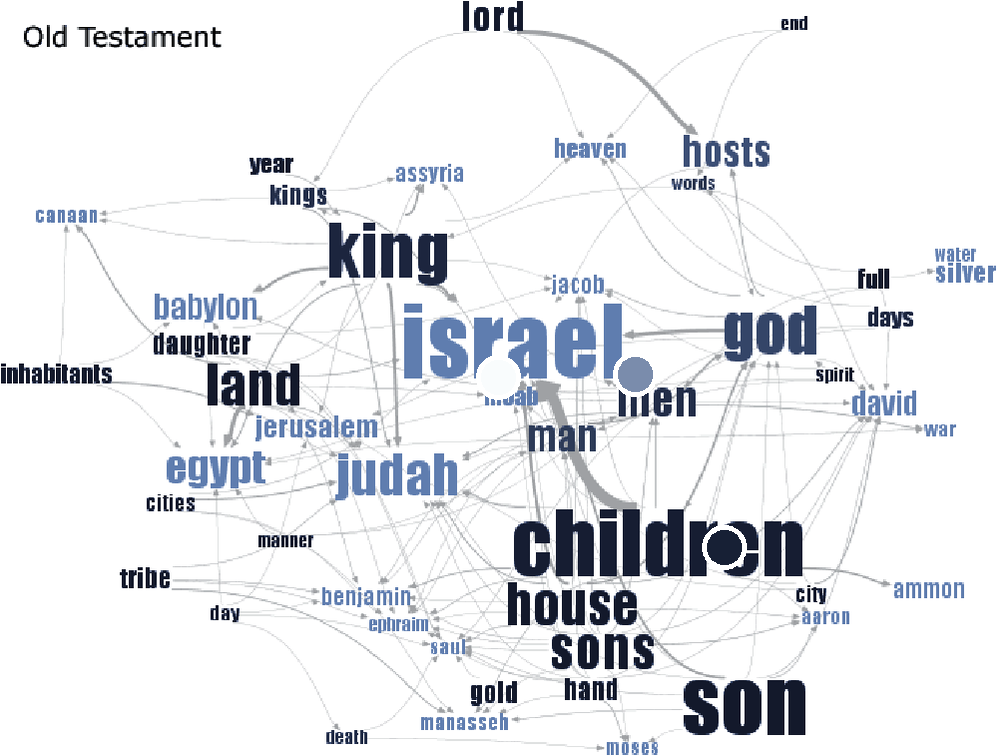 lord
end
Old Testament
heaven
hosts
year
assyria
words
kings
canaan
king
water
silver
jacob
full
babylon
israel
god
days
daughter
inhabitants
land
spirit
moab
men
david
jerusalem
man
war
egypt
judah
cities
manner
children
tribe
benjamin
ammon
day
house
city
ephraim
aaron
saul
sons
gold
hand
son
manasseh
death
moses